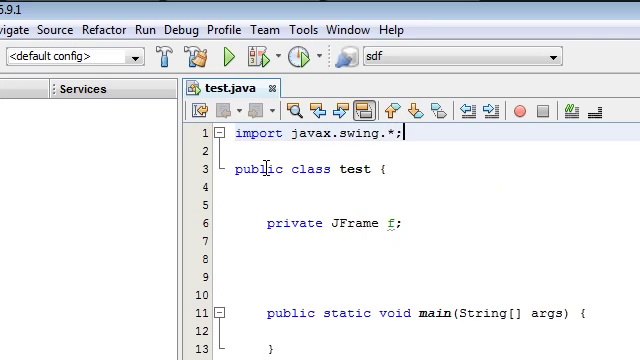 5.9.1
vigate Source Refactor Run Debug Profile Team Tools Window Help
<default config> sdf
Services test.java
1 import javax.swing.*;
2
3 public class test {
4
5
6 private JFrame f;
7
8
9
10
11 public static void main(String[] args) {
12
13 }